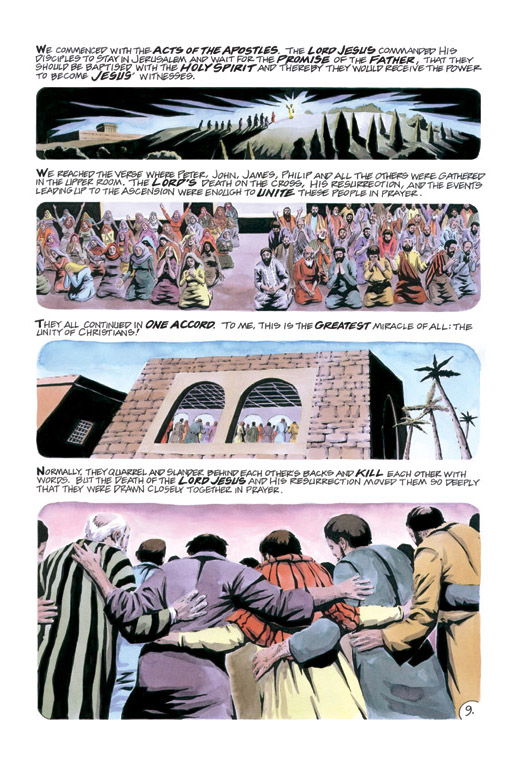 WE COMMENCED WITH THE ACTS OF THE APOSTLES. THE LORD JESUS COMMANDED HIS
DISCIPLES TO STAY IN JERUSALEM AND WAIT FOR THE PROMISE OF THE FATHER, THAT THEY
SHOULD BE BAPTISED WITH THE HOLY SPIRIT AND THEREBY THEY WOULD RECEIVE THE POWER
TO BECOME JESUS' WITNESSES.
WE REACHED THE VERSE WHERE PETER, JOHN, JAMES, PHILIP AND ALL THE OTHERS WERE GATHERED
IN THE UPPER ROOM. THE LORD'S DEATH ON THE CROSS, HIS RESURRECTION, AND THE EVENTS
LEADING UP TO THE ASCENSION WERE ENOUGH TO UNITE THESE PEOPLE IN PRAYER.
THEY ALL CONTINUED IN ONE ACCORD. TO ME, THIS IS THE GREATEST MIRACLE OF ALL: THE
UNITY OF CHRISTIANS!
NORMALLY, THEY QUARREL AND SLANDER BEHIND EACH OTHER'S BACKS AND KILL EACH OTHER WITH
WORDS. BUT THE DEATH OF THE LORD JESUS AND HIS RESURRECTION MOVED THEM SO DEEPLY
THAT THEY WERE DRAWN CLOSELY TOGETHER IN PRAYER.
9.